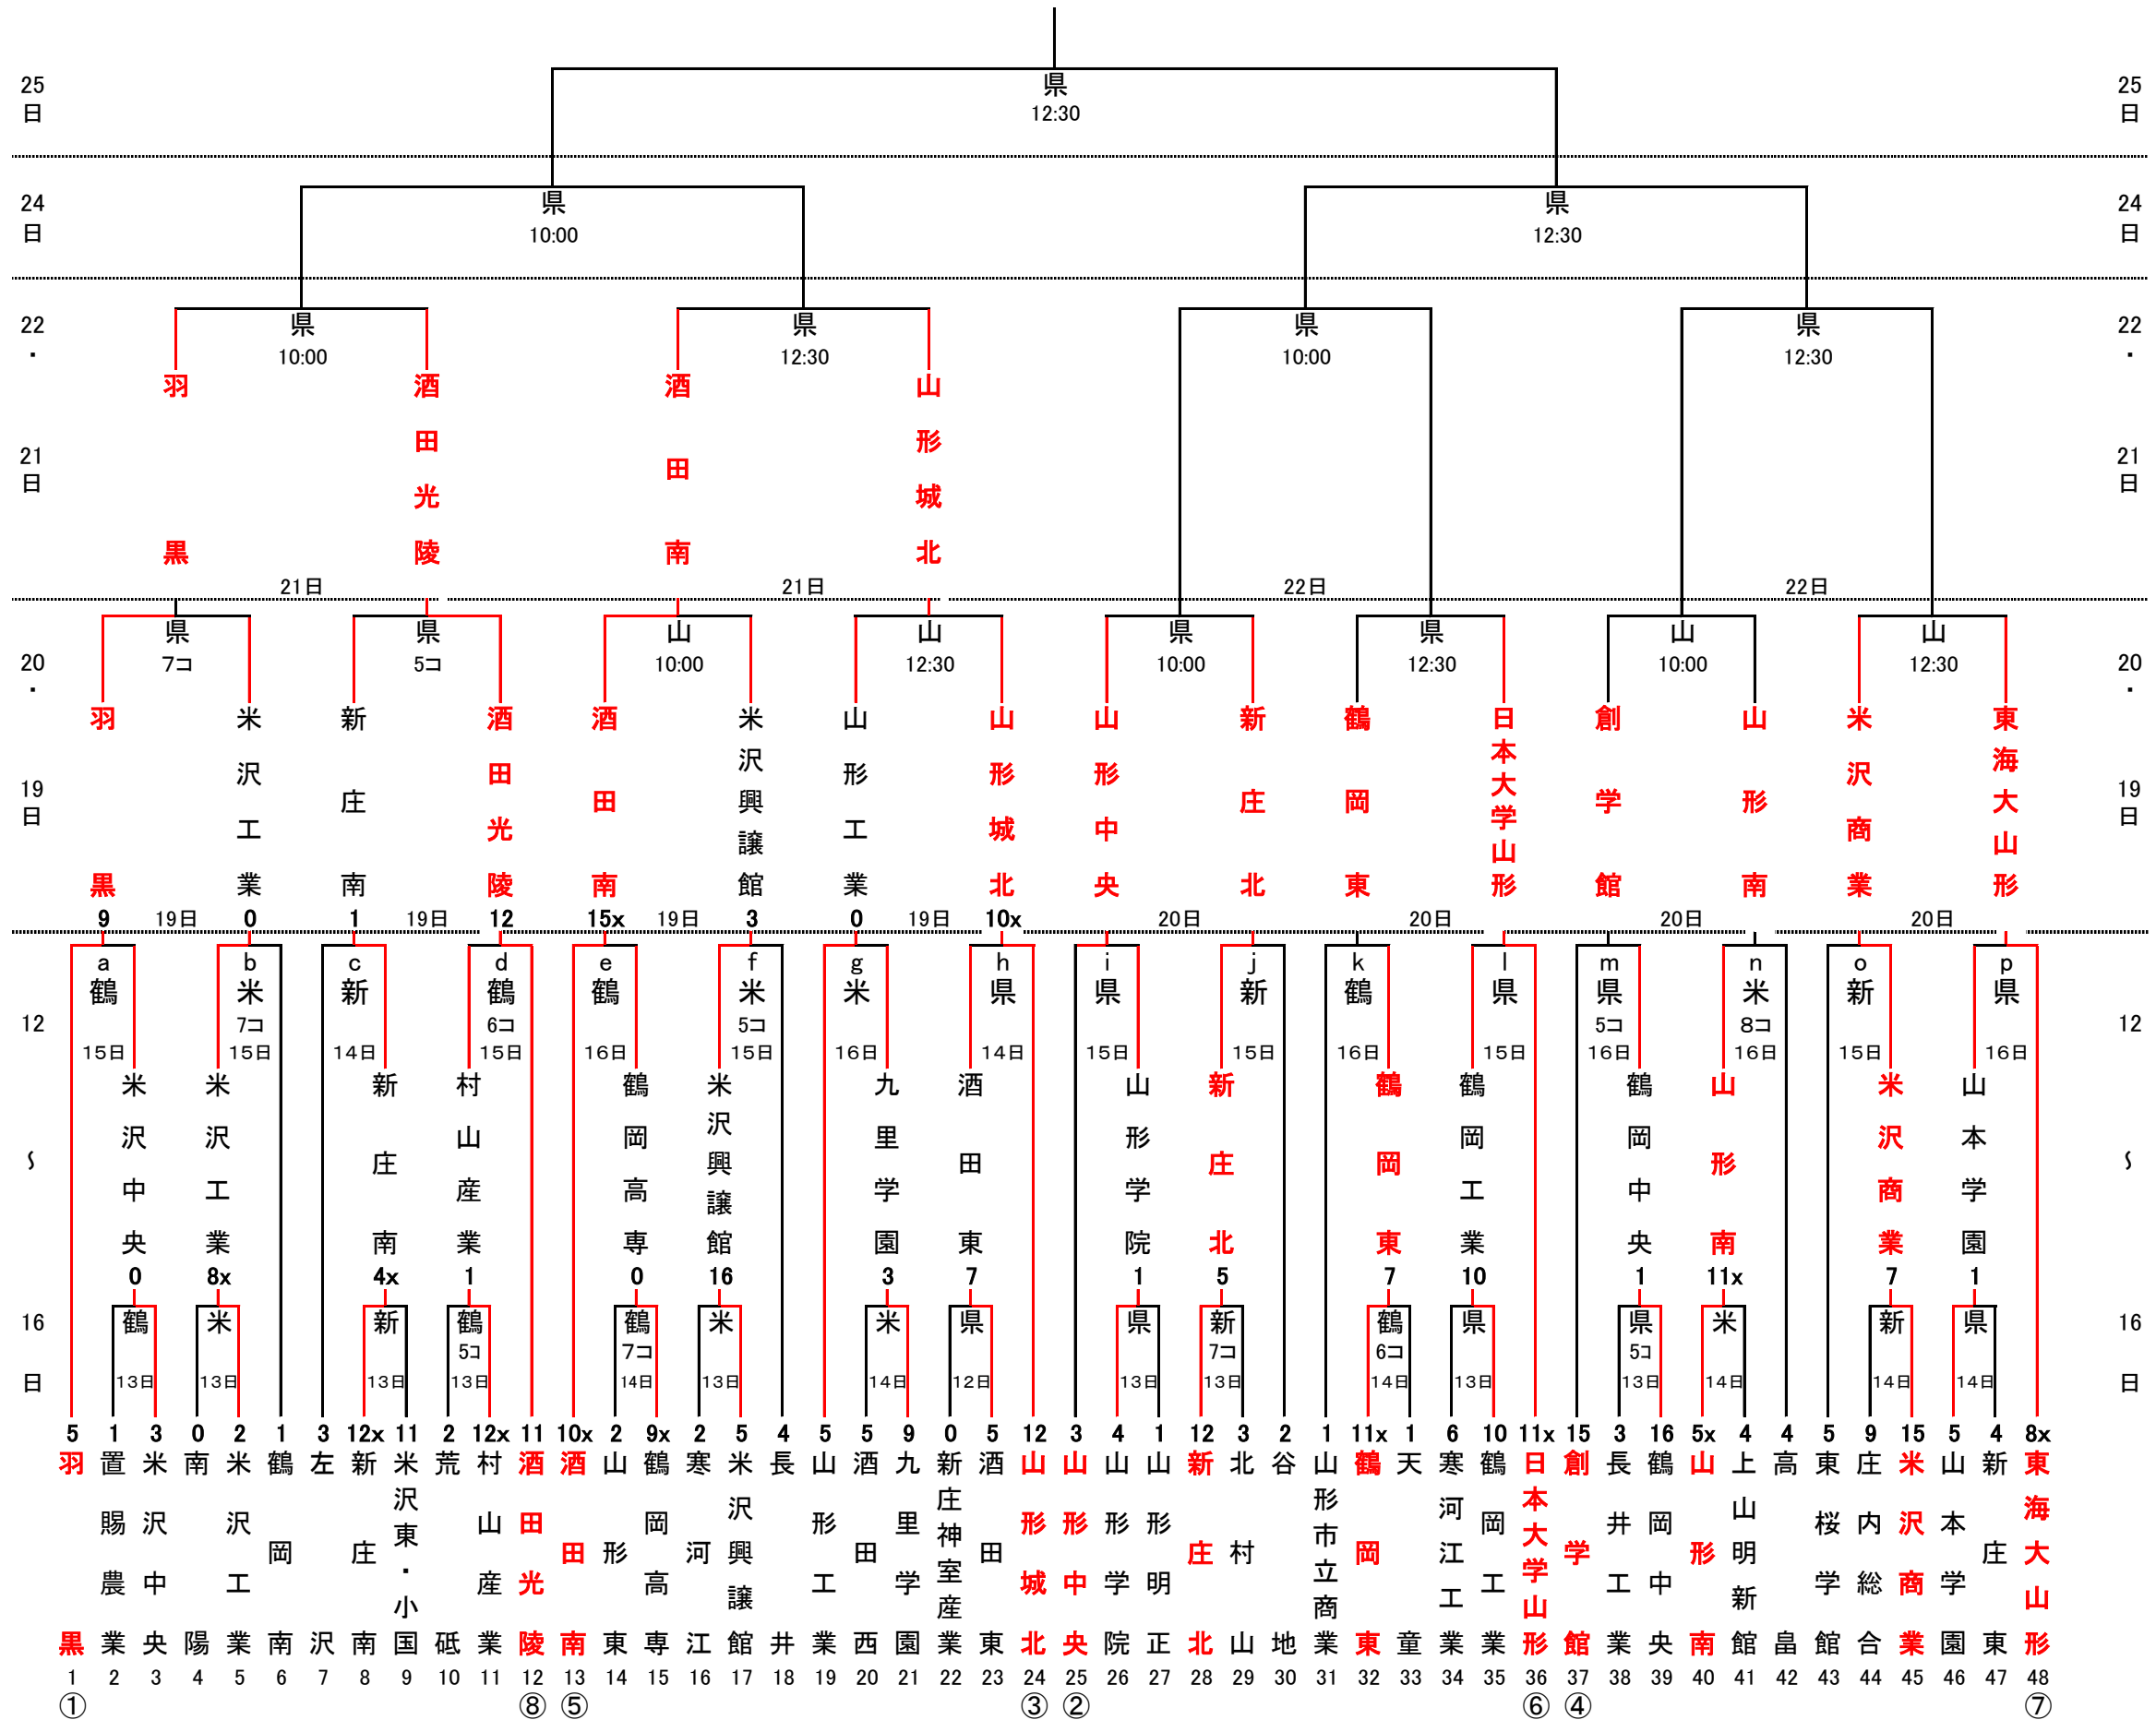 県
12:30
25
日
25
日
県
10:00
県
12:30
24
日
24
日
県
10:00
県
12:30
県
10:00
県
12:30
22
・
21
日
22
・
21
日
羽黒
酒田光陵
酒田南
山形城北
21日
21日
22日
22日
県
7コ
県
5コ
山
10:00
山
12:30
県
10:00
県
12:30
山
10:00
山
12:30
20
・
19
日
20
・
19
日
羽黒
米沢工業
新庄南
酒田光陵
酒田南
米沢興譲館
山形工業
山形城北
山形中央
新庄北
鶴岡東
日本大学山形
創学館
山形南
米沢商業
東海大山形
9 19日 0 1 19日 12 15x 19日 3 0 19日 10x 20日 20日 20日 20日
a
鶴
15日
b
米
7コ
15日
c
新
14日
d
鶴
6コ
15日
e
鶴
16日
f
米
5コ
15日
g
米
16日
h
県
14日
i
県
15日
j
新
15日
k
鶴
16日
l
県
15日
m
県
5コ
16日
n
米
8コ
16日
o
新
15日
p
県
16日
12
～
16
日
12
～
16
日
米沢中央
米沢工業
新庄南
村山産業
鶴岡高専
米沢興譲館
九里学園
酒田東
山形学院
新庄北
鶴岡東
鶴岡工業
鶴岡中央
山形南
米沢商業
山本学園
0 8x 4x 1 0 16 3 7 1 5 7 10 1 11x 7 1
鶴
13日
米
13日
新
13日
鶴
5コ
13日
鶴
7コ
14日
米
13日
米
14日
県
12日
県
13日
新
7コ
13日
鶴
6コ
14日
県
13日
県
5コ
13日
米
14日
新
14日
県
14日
5 1 3 0 2 1 3 12x 11 2 12x 11 10x 2 9x 2 5 4 5 5 9 0 5 12 3 4 1 12 3 2 1 11x 1 6 10 11x 15 3 16 5x 4 4 5 9 15 5 4 8x
羽黒
置賜農業
米沢中央
南陽
米沢工業
鶴岡南
左沢
新庄南
米沢東・小国
荒砥
村山産業
酒田光陵
酒田南
山形東
鶴岡高専
寒河江
米沢興譲館
長井
山形工業
酒田西
九里学園
新庄神室産業
酒田東
山形城北
山形中央
山形学院
山形明正
新庄北
北村山
谷地
山形市立商業
鶴岡東
天童
寒河江工業
鶴岡工業
日本大学山形
創学館
長井工業
鶴岡中央
山形南
上山明新館
高畠
東桜学館
庄内総合
米沢商業
山本学園
新庄東
東海大山形
1 2 3 4 5 6 7 8 9 10 11 12 13 14 15 16 17 18 19 20 21 22 23 24 25 26 27 28 29 30 31 32 33 34 35 36 37 38 39 40 41 42 43 44 45 46 47 48
① ⑧ ⑤ ③ ② ⑥ ④ ⑦